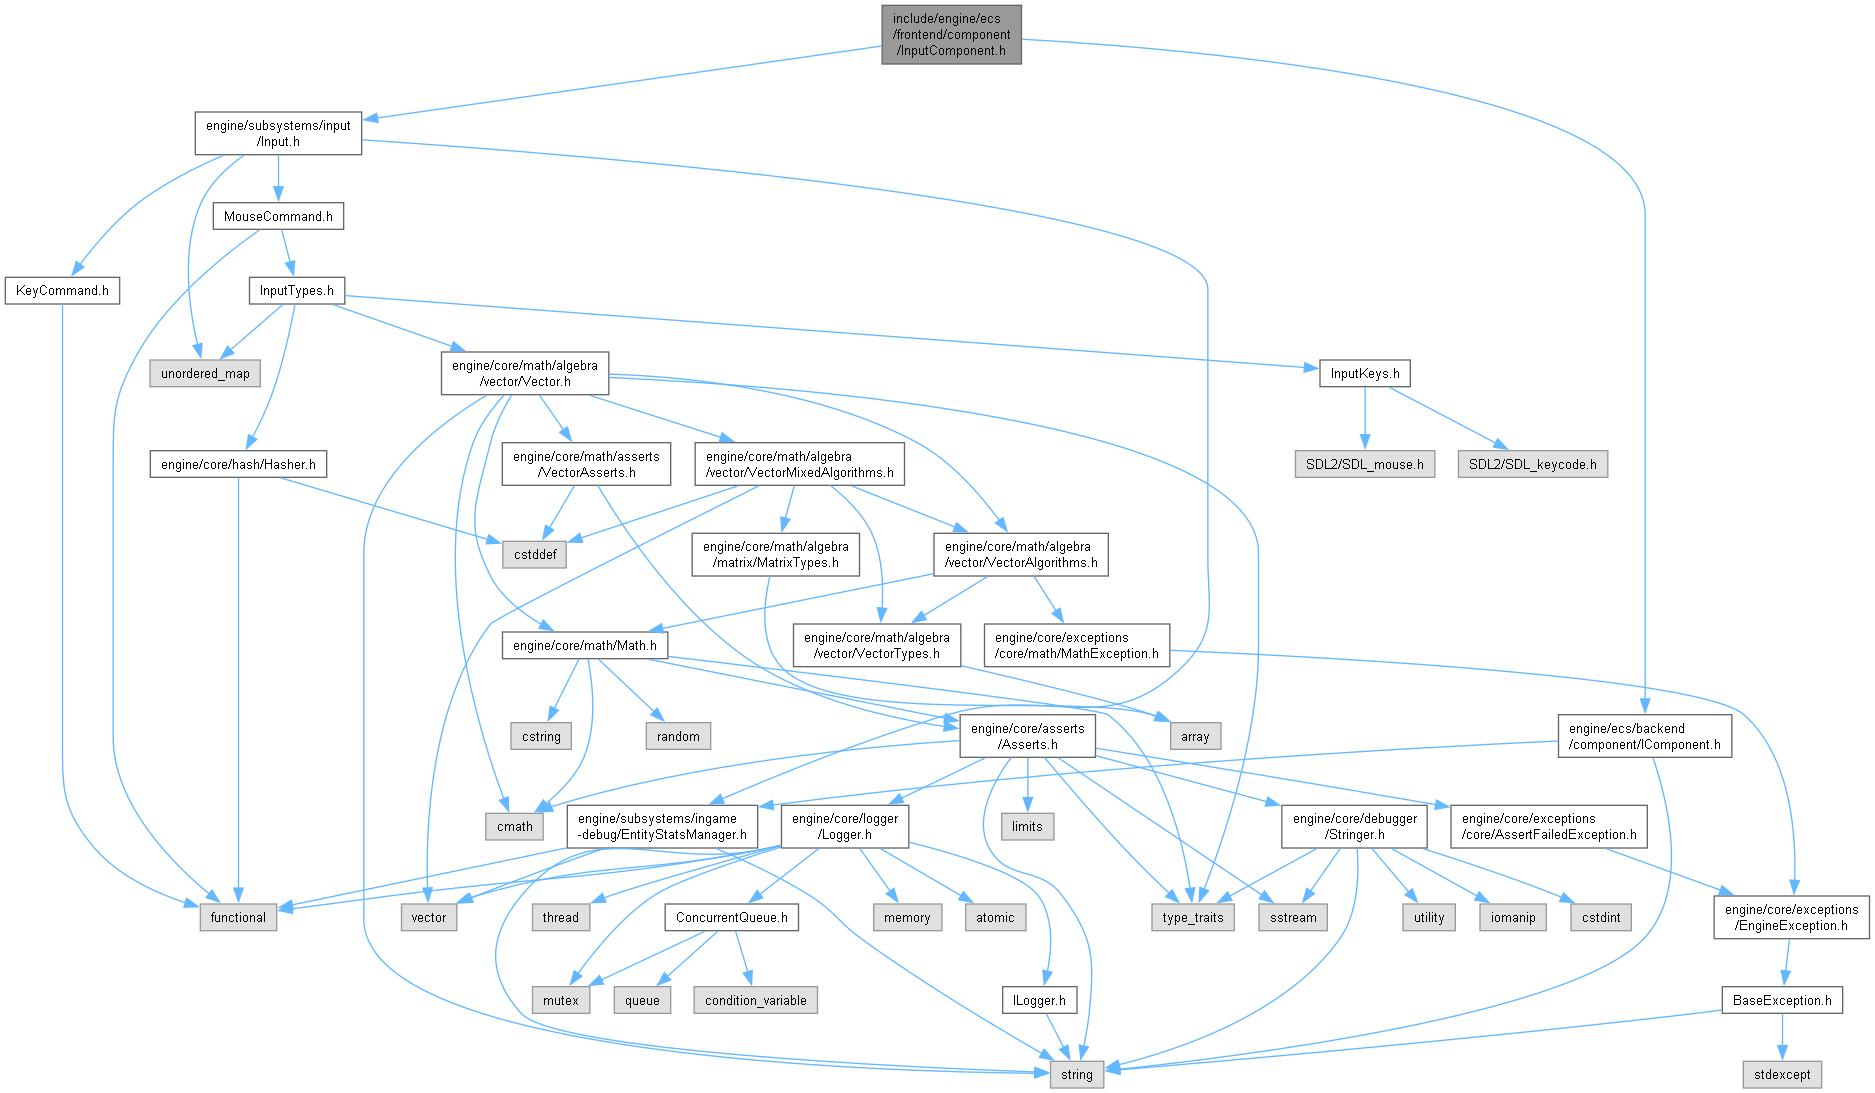 include/engine/ecs
/frontend/component
/InputComponent.h
engine/subsystems/input
/Input.h
MouseCommand.h
KeyCommand.h
InputTypes.h
unordered_map
engine/core/math/algebra
/vector/Vector.h
InputKeys.h
engine/core/hash/Hasher.h
engine/core/math/asserts
/VectorAsserts.h
engine/core/math/algebra
/vector/VectorMixedAlgorithms.h
SDL2/SDL_mouse.h
SDL2/SDL_keycode.h
cstddef
engine/core/math/algebra
/matrix/MatrixTypes.h
engine/core/math/algebra
/vector/VectorAlgorithms.h
engine/core/math/Math.h
engine/core/math/algebra
/vector/VectorTypes.h
engine/core/exceptions
/core/math/MathException.h
cstring
random
engine/core/asserts
/Asserts.h
array
engine/ecs/backend
/component/IComponent.h
cmath
engine/subsystems/ingame
-debug/EntityStatsManager.h
engine/core/logger
/Logger.h
limits
engine/core/debugger
/Stringer.h
engine/core/exceptions
/core/AssertFailedException.h
functional
vector
thread
ConcurrentQueue.h
memory
atomic
type_traits
sstream
utility
iomanip
cstdint
engine/core/exceptions
/EngineException.h
mutex
queue
condition_variable
ILogger.h
BaseException.h
string
stdexcept